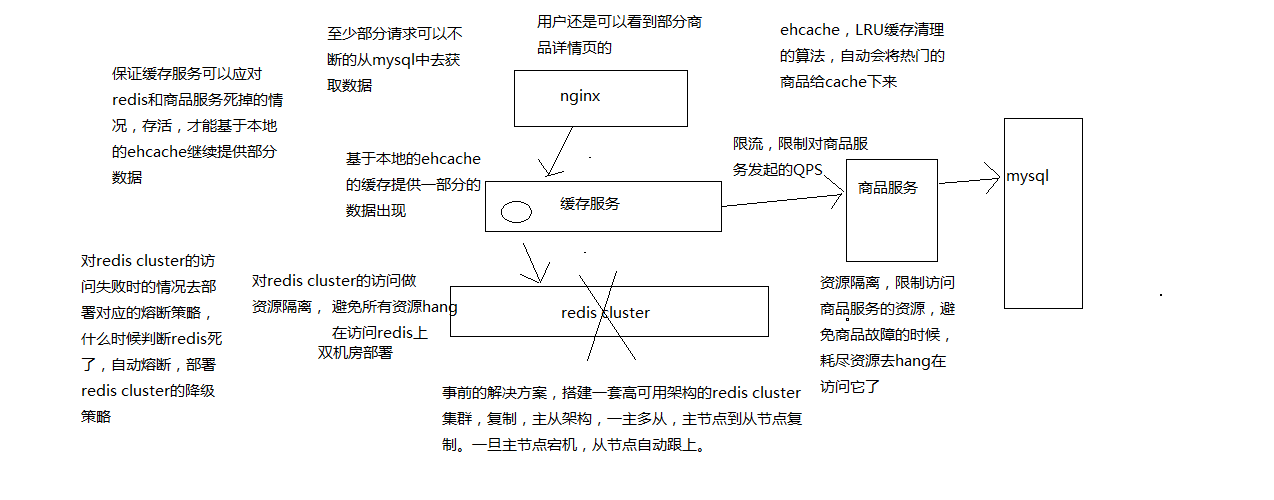 用户还是可以看到部分商
品详情页的
至少部分请求可以不
断的从mysql中去获
取数据
ehcache，LRU缓存清理
的算法，自动会将热门的
商品给cache下来
保证缓存服务可以应对
redis和商品服务死掉的情
况，存活，才能基于本地
的ehcache继续提供部分
数据
nginx
限流，限制对商品服
务发起的QPS
基于本地的ehcache
的缓存提供一部分的
数据出现
缓存服务
商品服务
mysql
对redis cluster的访
问失败时的情况去部
署对应的熔断策略，
什么时候判断redis死
了，自动熔断，部署
redis cluster的降级
策略
对redis cluster的访问做
资源隔离， 避免所有资源hang
在访问redis上
双机房部署
redis cluster
资源隔离，限制访问
商品服务的资源，避
免商品故障的时候，
耗尽资源去hang在
访问它了
事前的解决方案，搭建一套高可用架构的redis cluster
集群，复制，主从架构，一主多从，主节点到从节点复
制。一旦主节点宕机，从节点自动跟上。